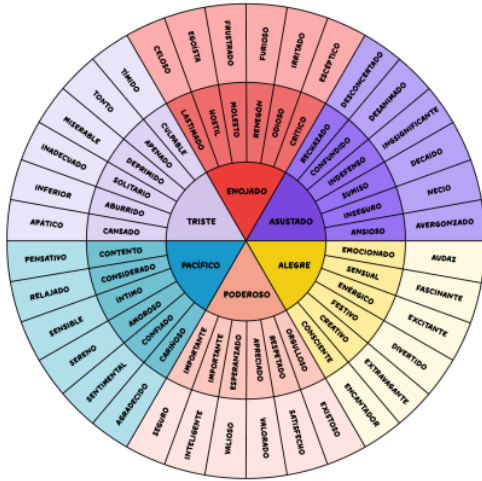 CELOSO
EGOÍSTA
FRUSTRADO
FURIOSO
IRRITADO
ESCÉPTICO
DESCONCERTADO
DESANIMADO
INGSIGNIFICANTE
DECAÍDO
NECIO
AVERGONZADO
AUDAZ
FASCINANTE
EXCITANTE
DIVERTIDO
EXTRAVAGANTE
ENCANTADOR
EXISTOSO
SATISFECHO
VALORADO
VALIOSO
INTELIGENTE
SEGURO
AGRADECIDO
SENTIMENTAL
SERENO
SENSIBLE
RELAJADO
PENSATIVO
APÁTICO
INFERIOR
INADECUADO
MISERABLE
TONTO
TÍMIDO
LASTIMADO
HOSTIL
MOLESTO
RENEGÓN
ODIOSO
CRÍTICO
RECHAZADO
CONFUNDIDO
INDEFENSO
SUMISO
INSEGURO
ANSIOSO
EMOCIONADO
SENSUAL
ENÉRGICO
FESTIVO
CREATIVO
CONSCIENTE
ORGULLOSO
RESPETADO
APRECIADO
ESPERANZADO
IMPORTANTE
IMPORTANTE
CARIÑOSO
CONFIADO
AMOROSO
ÍNTIMO
CONSIDERADO
CONTENTO
CANSADO
ABURRIDO
SOLITARIO
DEPRIMIDO
APENADO
CULPABLE
ENOJADO
ASUSTADO
ALEGRE
PODEROSO
PACÍFICO
TRISTE